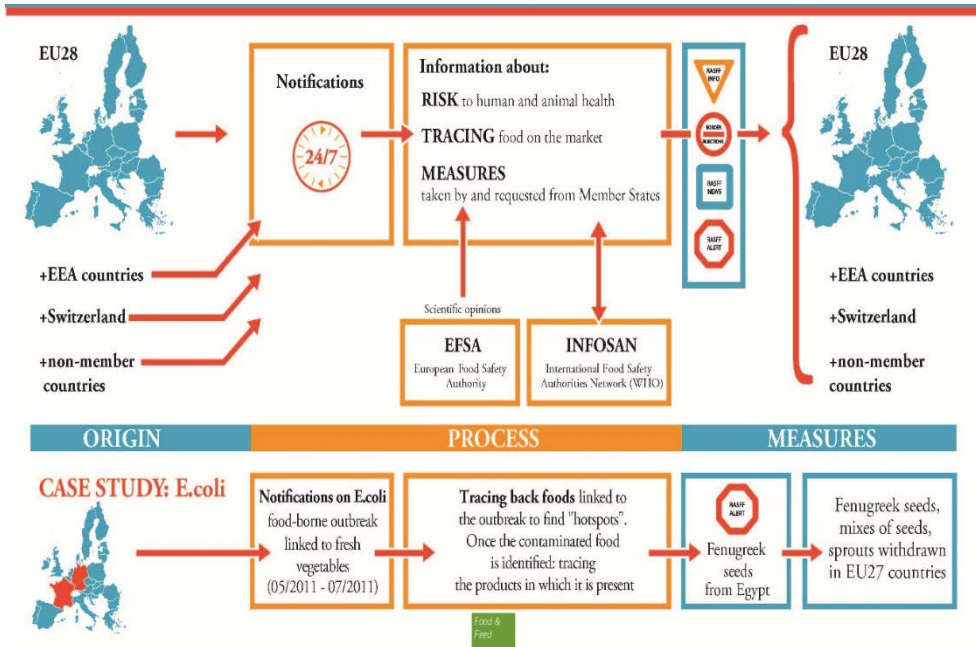 EU28
+EEA countries
+Switzerland
+non-member
countries
Notifications
24/7
Information about:
RISK to human and animal health
TRACING food on the market
MEASURES
taken by and requested from Member States
Scientific opinions
EFSA
European Food Safety
Authority
INFOSAN
International Food Safety
Authorities Network (WHO)
RASFF
INFO
BORDER
REJECTIONS
RASFF
NEWS
RASFF
ALERT
EU28
+EEA countries
+Switzerland
+non-member
countries
ORIGIN
PROCESS
MEASURES
CASE STUDY: E.coli
Notifications on E.coli
food-borne outbreak
linked to fresh
vegetables
(05/2011 - 07/2011)
Tracing back foods linked to
the outbreak to find "hotspots".
Once the contaminated food
is identified: tracing
the products in which it is present
RASFF
ALERT
Fenugreek
seeds
from Egypt
Fenugreek seeds,
mixes of seeds,
sprouts withdrawn
in EU27 countries
Food &
Feed